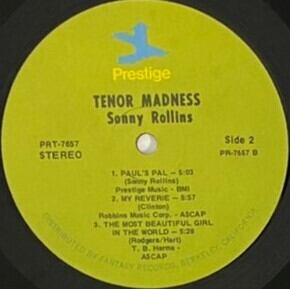 Prestige
TENOR MADNESS
Sonny Rollins
PRT-7657
STEREO
Side 2
PR-7657 B
1. PAUL'S PAL — 5:03
(Sonny Rollins)
Prestige Music - BMI
2. MY REVERIE — 5:57
(Clinton)
Robbins Music Corp. - ASCAP
3. THE MOST BEAUTIFUL GIRL
IN THE WORLD — 5:28
(Rodgers/Hart)
T. B. Harms -
ASCAP
DISTRIBUTED BY FANTASY RECORDS, BERKELEY, CALIFORNIA